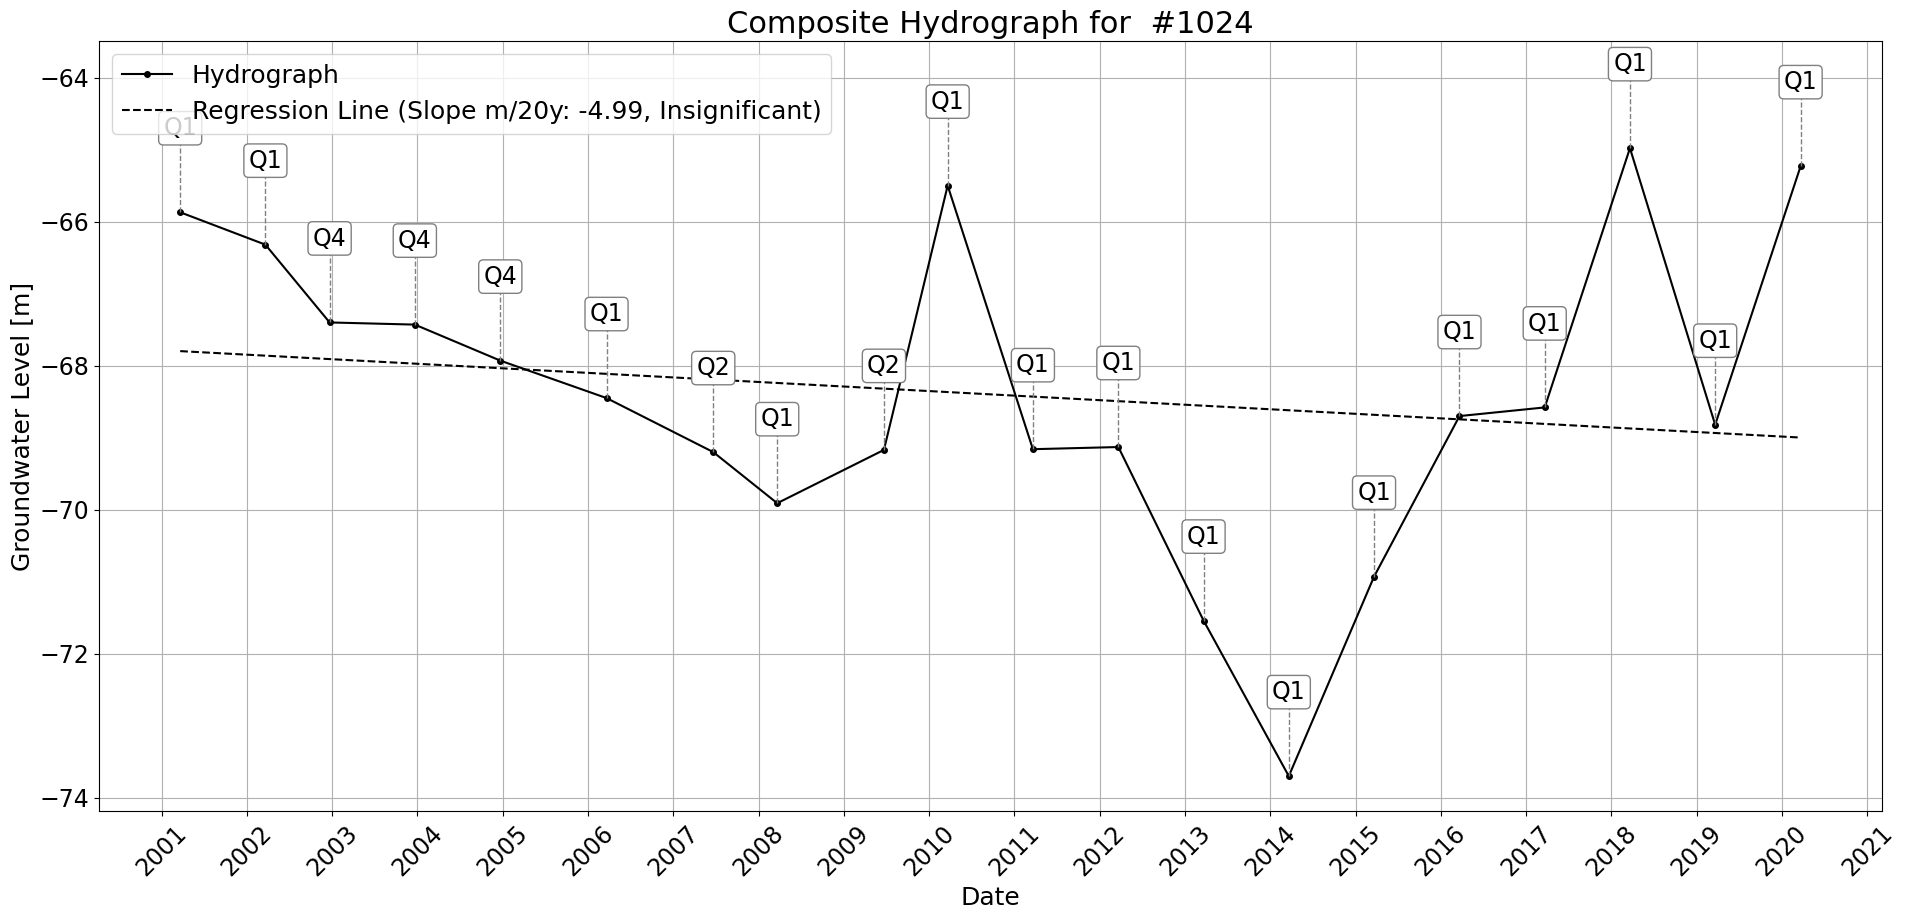 Composite Hydrograph for #1024
Hydrograph
Regression Line (Slope m/20y: -4.99, Insignificant)
Q1
Q1
Q4
Q4
Q4
Q1
Q2
Q1
Q2
Q1
Q1
Q1
Q1
Q1
Q1
Q1
Q1
Q1
Q1
Q1
−64
−66
−68
−70
−72
−74
Groundwater Level [m]
2001
2002
2003
2004
2005
2006
2007
2008
2009
2010
2011
2012
2013
2014
2015
2016
2017
2018
2019
2020
2021
Date